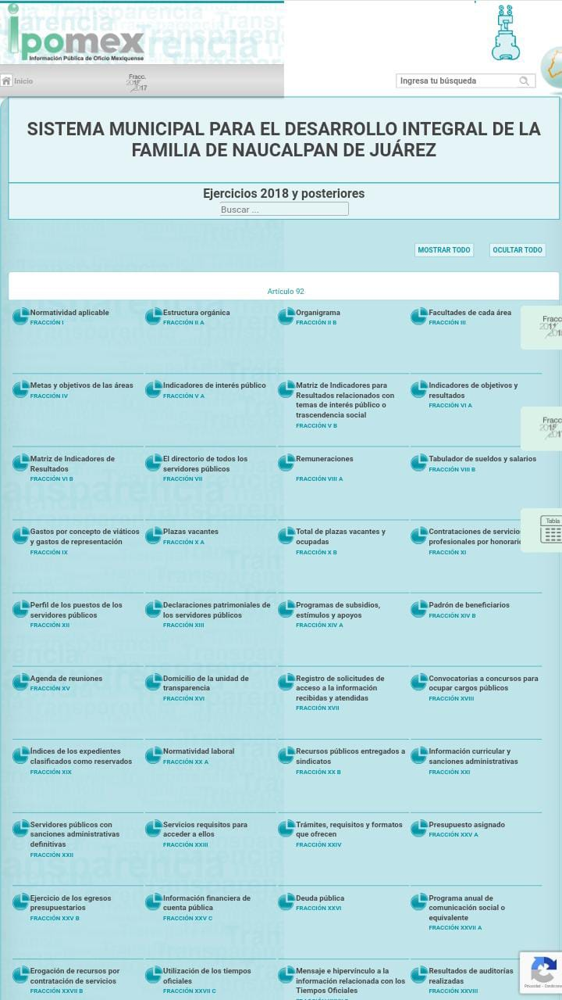 ipomex
Información Pública de Oficio Mexiquense
Inicio
Fracc.
Ingresa tu búsqueda
SISTEMA MUNICIPAL PARA EL DESARROLLO INTEGRAL DE LA
FAMILIA DE NAUCALPAN DE JUÁREZ
Ejercicios 2018 y posteriores
Buscar ...
MOSTRAR TODO
OCULTAR TODO
Artículo 92
Normatividad aplicable
FRACCIÓN I
Estructura orgánica
FRACCIÓN II A
Organigrama
FRACCIÓN II B
Facultades de cada área
FRACCIÓN III
Fracc
Metas y objetivos de las áreas
FRACCIÓN IV
Indicadores de interés público
FRACCIÓN V A
Matriz de Indicadores para
Resultados relacionados con
temas de interés público o
trascendencia social
FRACCIÓN V B
Indicadores de objetivos y
resultados
FRACCIÓN VI A
Fracc
Matriz de Indicadores de
Resultados
FRACCIÓN VI B
El directorio de todos los
servidores públicos
FRACCIÓN VII
Remuneraciones
FRACCIÓN VIII A
Tabulador de sueldos y salarios
FRACCIÓN VIII B
Gastos por concepto de viáticos
y gastos de representación
FRACCIÓN IX
Plazas vacantes
FRACCIÓN X A
Total de plazas vacantes y
ocupadas
FRACCIÓN X B
Contrataciones de servicios
profesionales por honorario
FRACCIÓN XI
Tabla
Perfil de los puestos de los
servidores públicos
FRACCIÓN XII
Declaraciones patrimoniales de
los servidores públicos
FRACCIÓN XIII
Programas de subsidios,
estímulos y apoyos
FRACCIÓN XIV A
Padrón de beneficiarios
FRACCIÓN XIV B
Agenda de reuniones
FRACCIÓN XV
Domicilio de la unidad de
transparencia
FRACCIÓN XVI
Registro de solicitudes de
acceso a la información
recibidas y atendidas
FRACCIÓN XVII
Convocatorias a concursos para
ocupar cargos públicos
FRACCIÓN XVIII
Índices de los expedientes
clasificados como reservados
FRACCIÓN XIX
Normatividad laboral
FRACCIÓN XX A
Recursos públicos entregados a
sindicatos
FRACCIÓN XX B
Información curricular y
sanciones administrativas
FRACCIÓN XXI
Servidores públicos con
sanciones administrativas
definitivas
FRACCIÓN XXII
Servicios requisitos para
acceder a ellos
FRACCIÓN XXIII
Trámites, requisitos y formatos
que ofrecen
FRACCIÓN XXIV
Presupuesto asignado
FRACCIÓN XXV A
Ejercicio de los egresos
presupuestarios
FRACCIÓN XXV B
Información financiera de
cuenta pública
FRACCIÓN XXV C
Deuda pública
FRACCIÓN XXVI
Programa anual de
comunicación social o
equivalente
FRACCIÓN XXVII A
Erogación de recursos por
contratación de servicios
FRACCIÓN XXVII B
Utilización de los tiempos
oficiales
FRACCIÓN XXVII C
Mensaje e hipervínculo a la
información relacionada con los
Tiempos Oficiales
Resultados de auditorías
realizadas
FRACCIÓN XXVIII